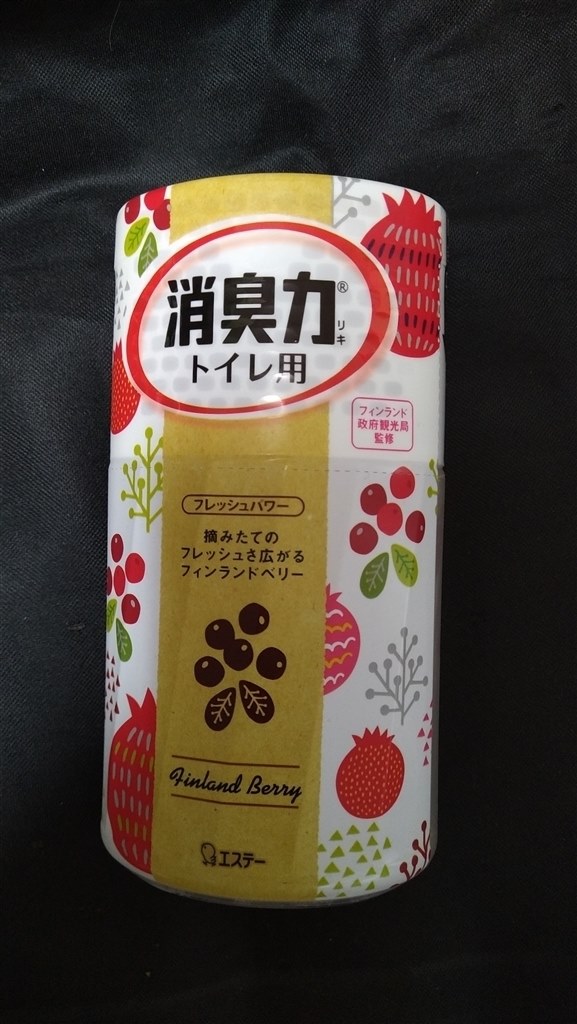 消臭力®
リキ
トイレ用
フィンランド
政府観光局
監修
フレッシュパワー
摘みたての
フレッシュさ広がる
フィンランドベリー
Finland Berry
エステー